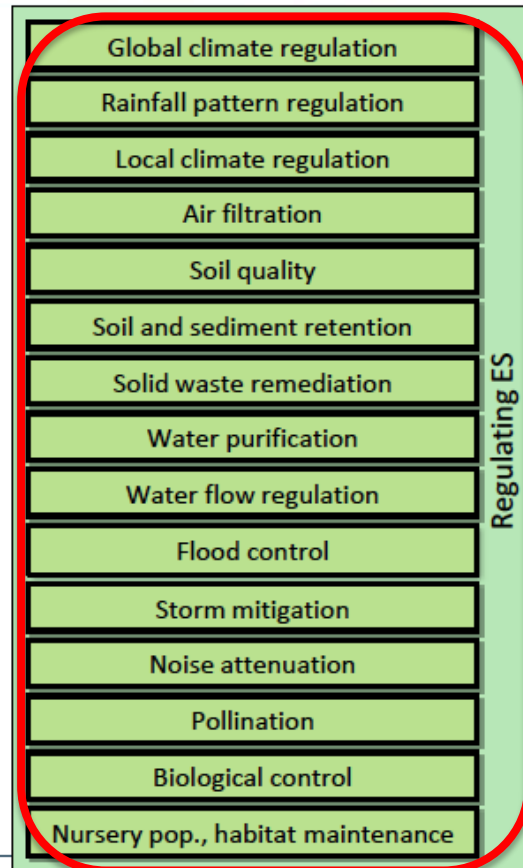 Global climate regulation
Rainfall pattern regulation
Local climate regulation
Air filtration
Soil quality
Soil and sediment retention
Solid waste remediation
Water purification
Water flow regulation
Flood control
Storm mitigation
Noise attenuation
Pollination
Biological control
Nursery pop., habitat maintenance
Regulating ES